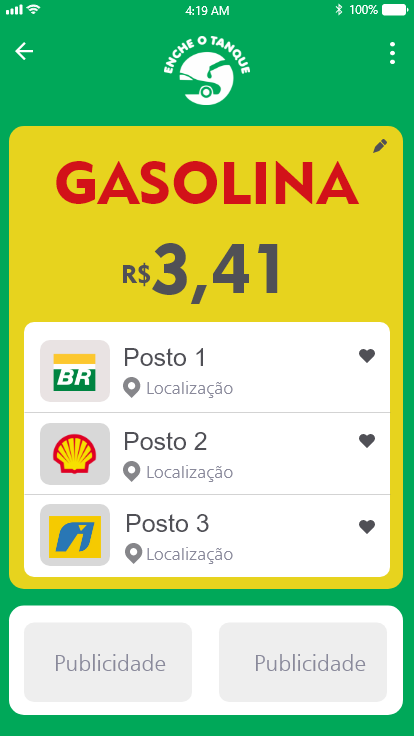 4:19 AM
100%
ENCHE O TANQUE
GASOLINA
R$3,41
Posto 1
BR
Localização
Posto 2
Localização
Posto 3
Localização
Publicidade
Publicidade